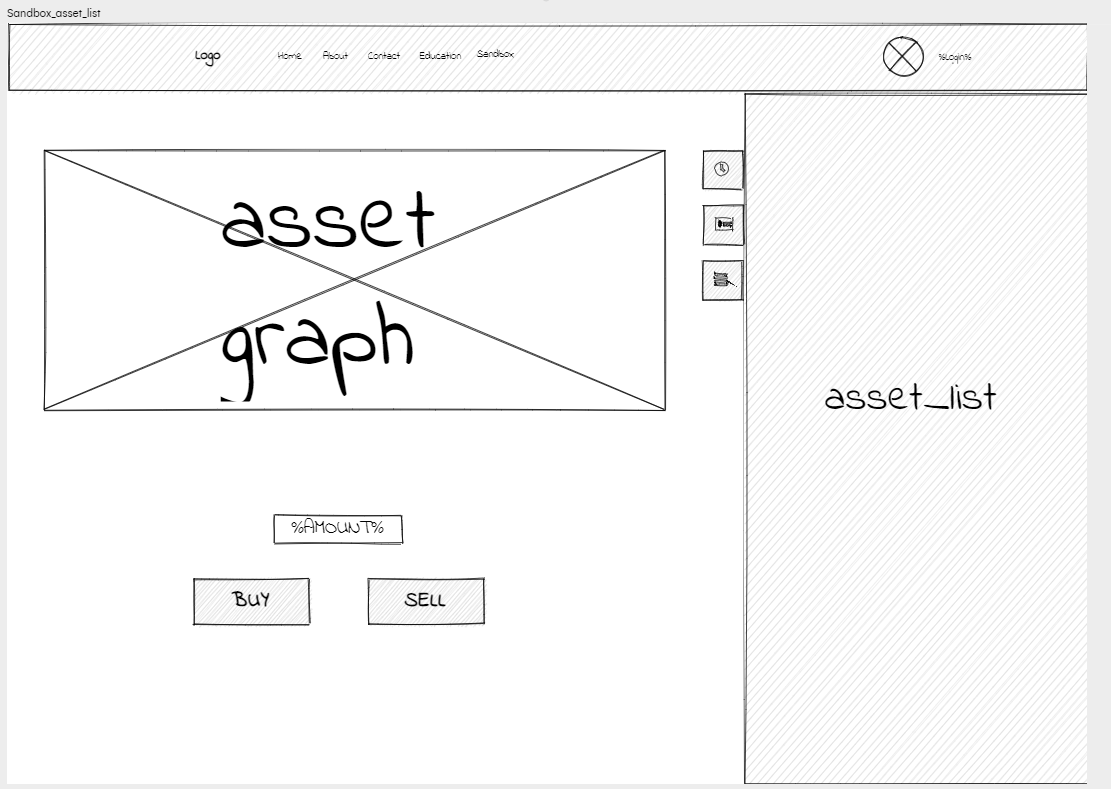 Sandbox_asset_list
Logo Home About Contact Education Sandbox %Login%
asset
graph
asset_list
%AMOUNT%
BUY SELL